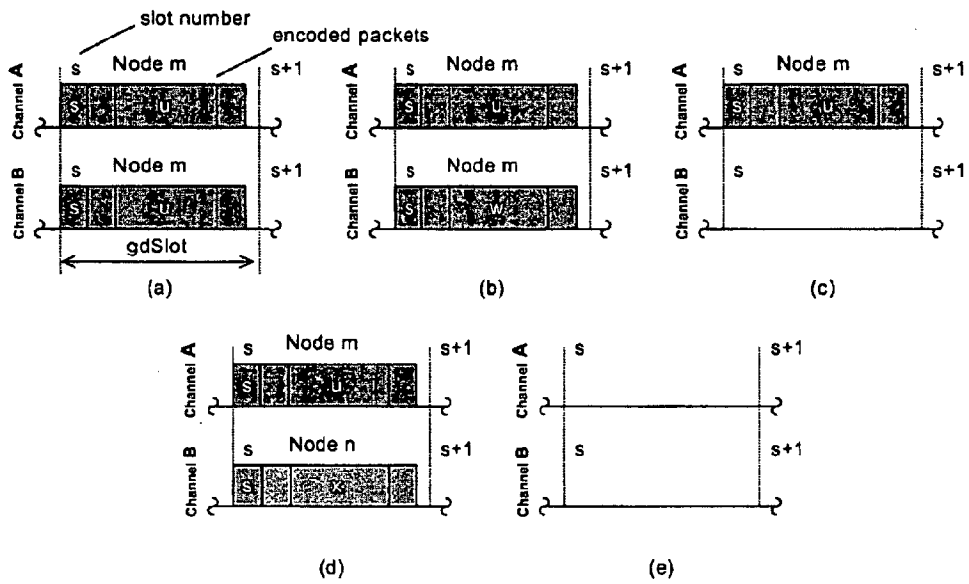 slot number
encoded packets
s Node m s+1
Channel A
S U
s Node m s+1
Channel B
S U
gdSlot
(a)
s Node m s+1
Channel A
S U
s Node m s+1
Channel B
(b)
s Node m s+1
Channel A
S U
s s+1
Channel B
(c)
s Node m s+1
Channel A
S U
s Node n s+1
Channel B
S X
(d)
s s+1
Channel A
s s+1
Channel B
(e)